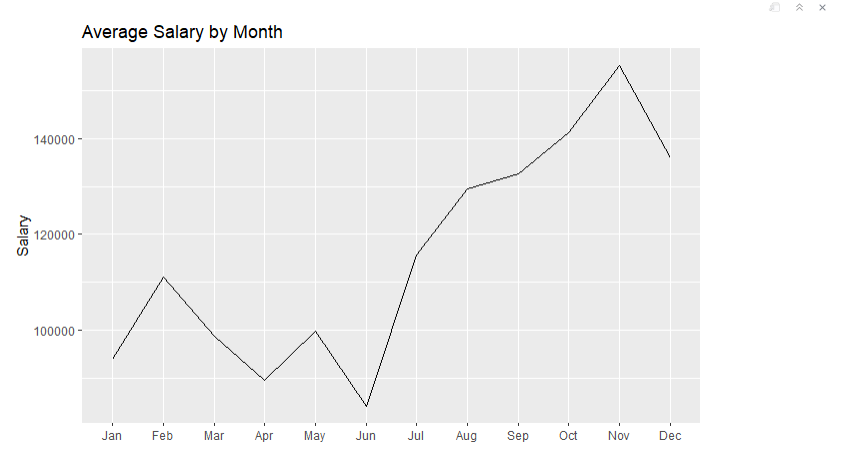 Average Salary by Month
Salary
140000
120000
100000
Jan Feb Mar Apr May Jun Jul Aug Sep Oct Nov Dec